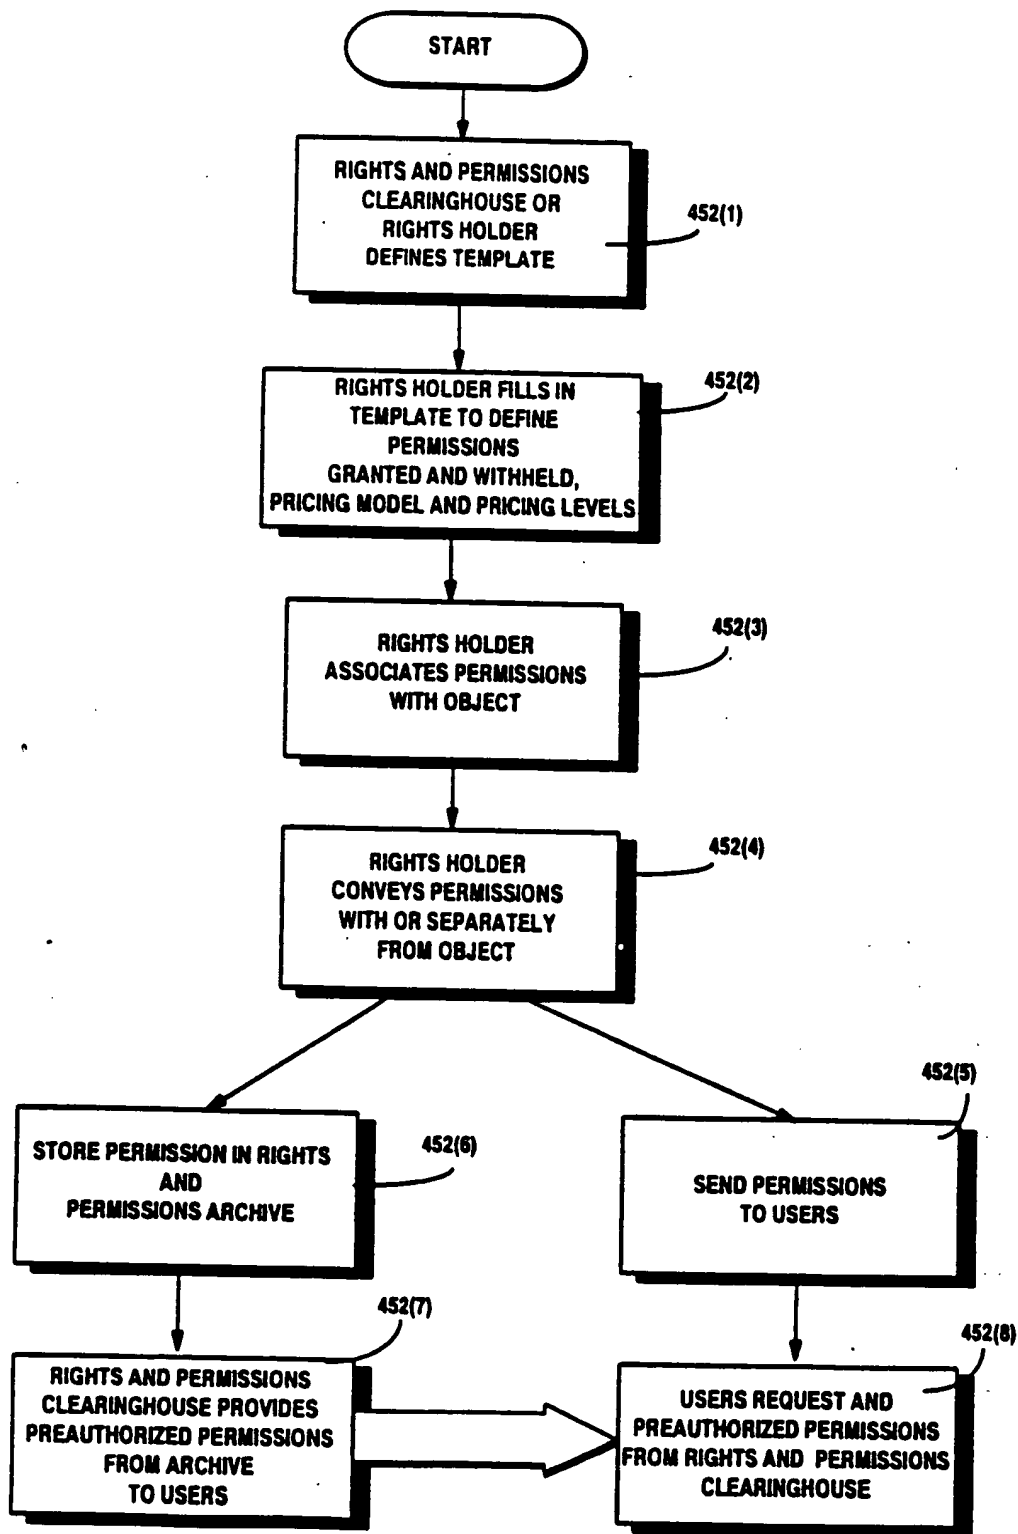 START
RIGHTS AND PERMISSIONS
CLEARINGHOUSE OR
RIGHTS HOLDER
DEFINES TEMPLATE
452(1)
RIGHTS HOLDER FILLS IN
TEMPLATE TO DEFINE
PERMISSIONS
GRANTED AND WITHHELD,
PRICING MODEL AND PRICING LEVELS
452(2)
RIGHTS HOLDER
ASSOCIATES PERMISSIONS
WITH OBJECT
452(3)
RIGHTS HOLDER
CONVEYS PERMISSIONS
WITH OR SEPARATELY
FROM OBJECT
452(4)
STORE PERMISSION IN RIGHTS
AND
PERMISSIONS ARCHIVE
452(6)
SEND PERMISSIONS
TO USERS
452(5)
RIGHTS AND PERMISSIONS
CLEARINGHOUSE PROVIDES
PREAUTHORIZED PERMISSIONS
FROM ARCHIVE
TO USERS
452(7)
USERS REQUEST AND
PREAUTHORIZED PERMISSIONS
FROM RIGHTS AND PERMISSIONS
CLEARINGHOUSE
452(8)